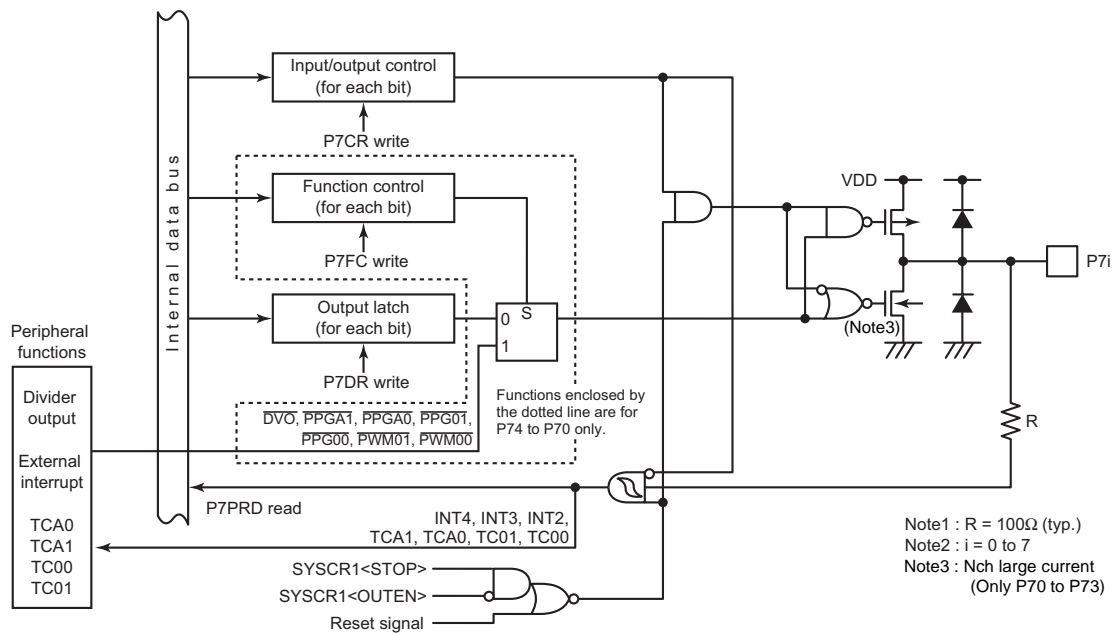 Input/output control
(for each bit)
P7CR write
Internal data bus
Function control
(for each bit)
P7FC write
Output latch
(for each bit)
P7DR write
S
0
1
Functions enclosed by
the dotted line are for
P74 to P70 only.
DVO, PPGA1, PPGA0, PPG01,
PPG00, PWM01, PWM00
Peripheral
functions
Divider
output
External
interrupt
TCA0
TCA1
TC00
TC01
P7PRD read
INT4, INT3, INT2,
TCA1, TCA0, TC01, TC00
SYSCR1<STOP>
SYSCR1<OUTEN>
Reset signal
VDD
(Note3)
P7i
R
Note1 : R = 100Ω (typ.)
Note2 : i = 0 to 7
Note3 : Nch large current
(Only P70 to P73)